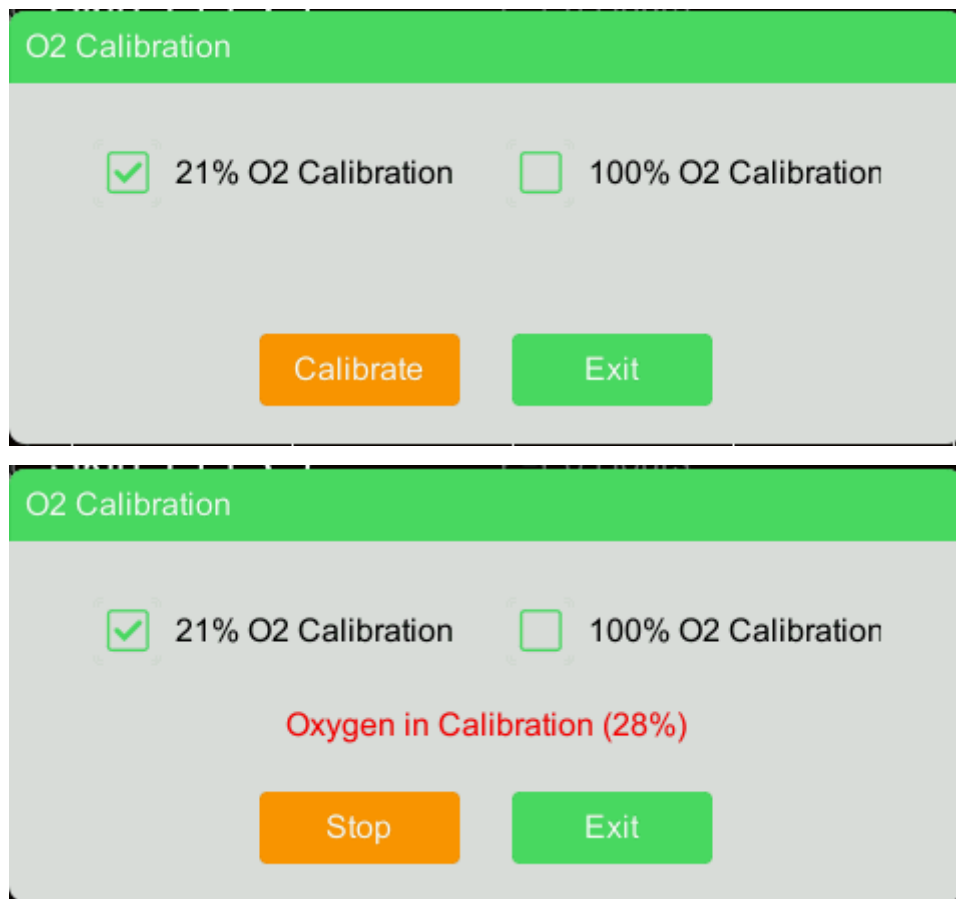 O2 Calibration
21% O2 Calibration 100% O2 Calibration
Calibrate Exit
O2 Calibration
21% O2 Calibration 100% O2 Calibration
Oxygen in Calibration (28%)
Stop Exit